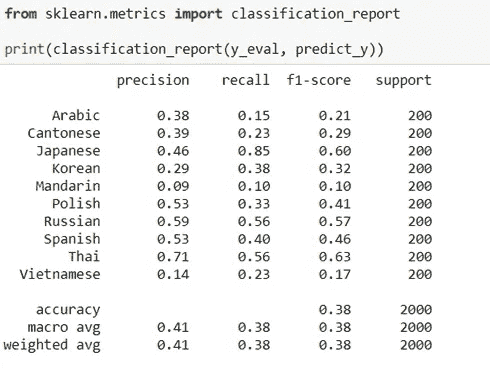 from sklearn.metrics import classification_report
print(classification_report(y_eval, predict_y))
precision recall f1-score support
Arabic 0.38 0.15 0.21 200
Cantonese 0.39 0.23 0.29 200
Japanese 0.46 0.85 0.60 200
Korean 0.29 0.38 0.32 200
Mandarin 0.09 0.10 0.10 200
Polish 0.53 0.33 0.41 200
Russian 0.59 0.56 0.57 200
Spanish 0.53 0.40 0.46 200
Thai 0.71 0.56 0.63 200
Vietnamese 0.14 0.23 0.17 200
accuracy 0.38 2000
macro avg 0.41 0.38 0.38 2000
weighted avg 0.41 0.38 0.38 2000